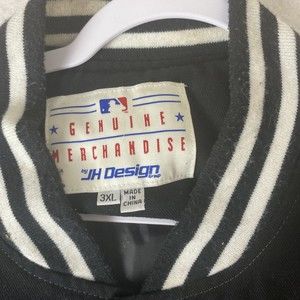 GENUINE
MERCHANDISE
by JH Design
3XL
MADE IN
CHINA